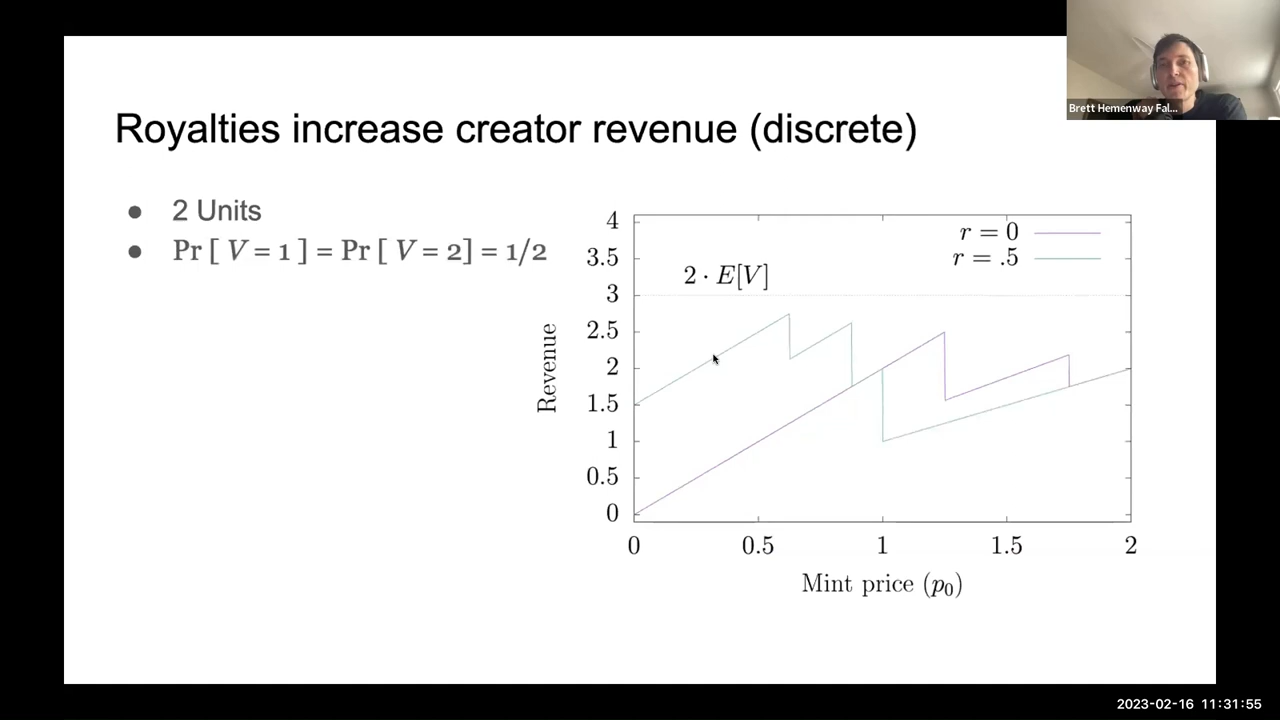 Brett Hemenway Fal...
Royalties increase creator revenue (discrete)
● 2 Units
● Pr [ V = 1 ] = Pr [ V = 2] = 1/2
4
3.5
3
2.5
2
1.5
1
0.5
0
Revenue
2 · E[V]
r = 0
r = .5
0 0.5 1 1.5 2
Mint price (p₀)
2023-02-16 11:31:55